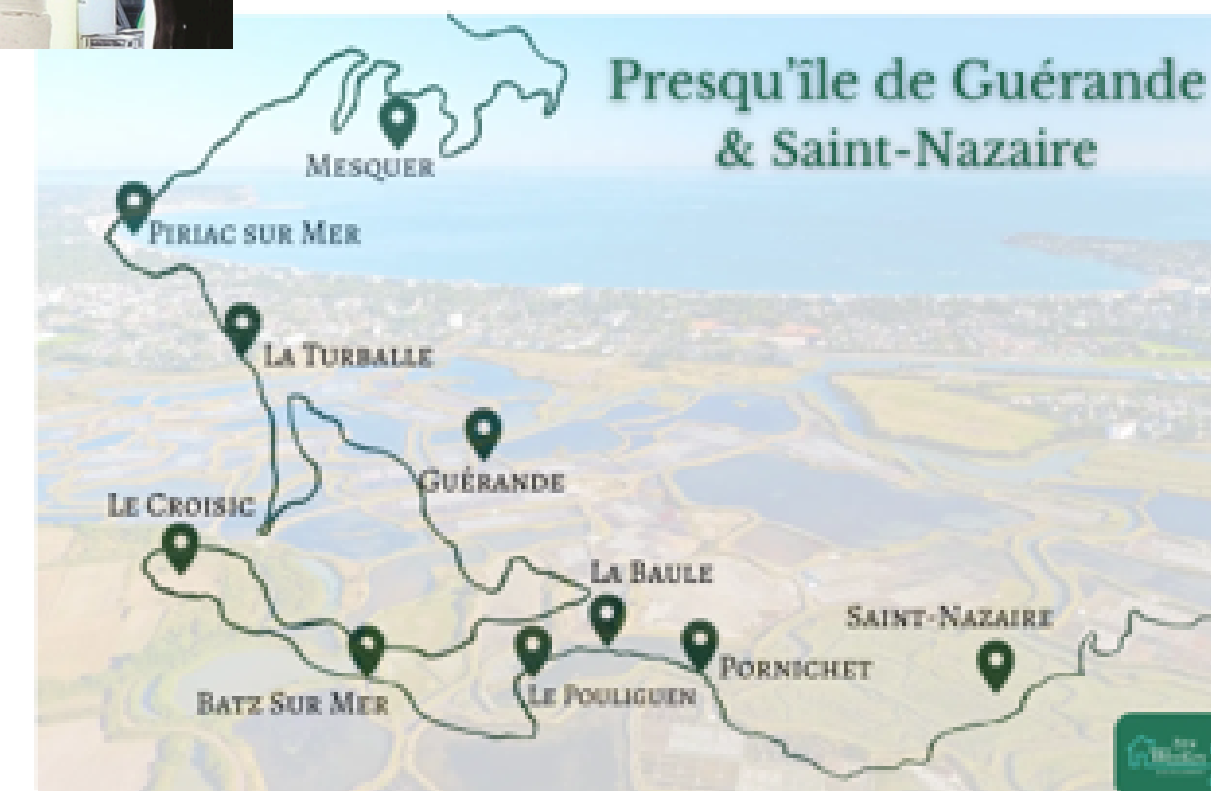 Presqu'île de Guérande
& Saint-Nazaire
Mesquer
Piriac sur Mer
La Turballe
Guérande
Le Croisic
La Baule
Saint-Nazaire
Pornichet
Le Pouliguen
Batz Sur Mer